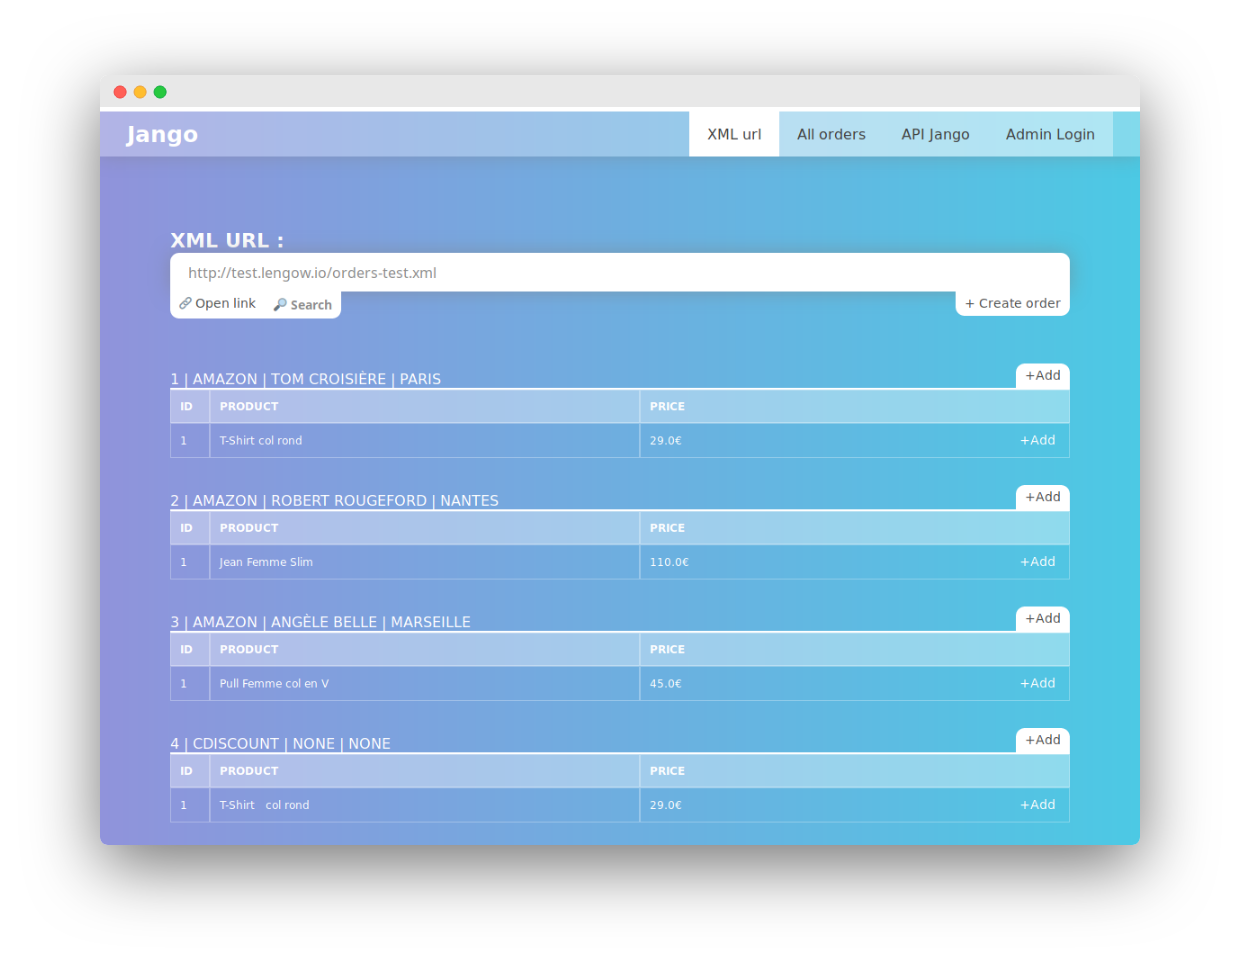 Jango XML url All orders API Jango Admin Login
XML URL :
http://test.lengow.io/orders-test.xml
Open link Search + Create order
1 | AMAZON | TOM CROISIÈRE | PARIS +Add
ID PRODUCT PRICE
1 T-Shirt col rond 29.0€ +Add
2 | AMAZON | ROBERT ROUGEFORD | NANTES +Add
ID PRODUCT PRICE
1 Jean Femme Slim 110.0€ +Add
3 | AMAZON | ANGÈLE BELLE | MARSEILLE +Add
ID PRODUCT PRICE
1 Pull Femme col en V 45.0€ +Add
4 | CDISCOUNT | NONE | NONE +Add
ID PRODUCT PRICE
1 T-Shirt col rond 29.0€ +Add